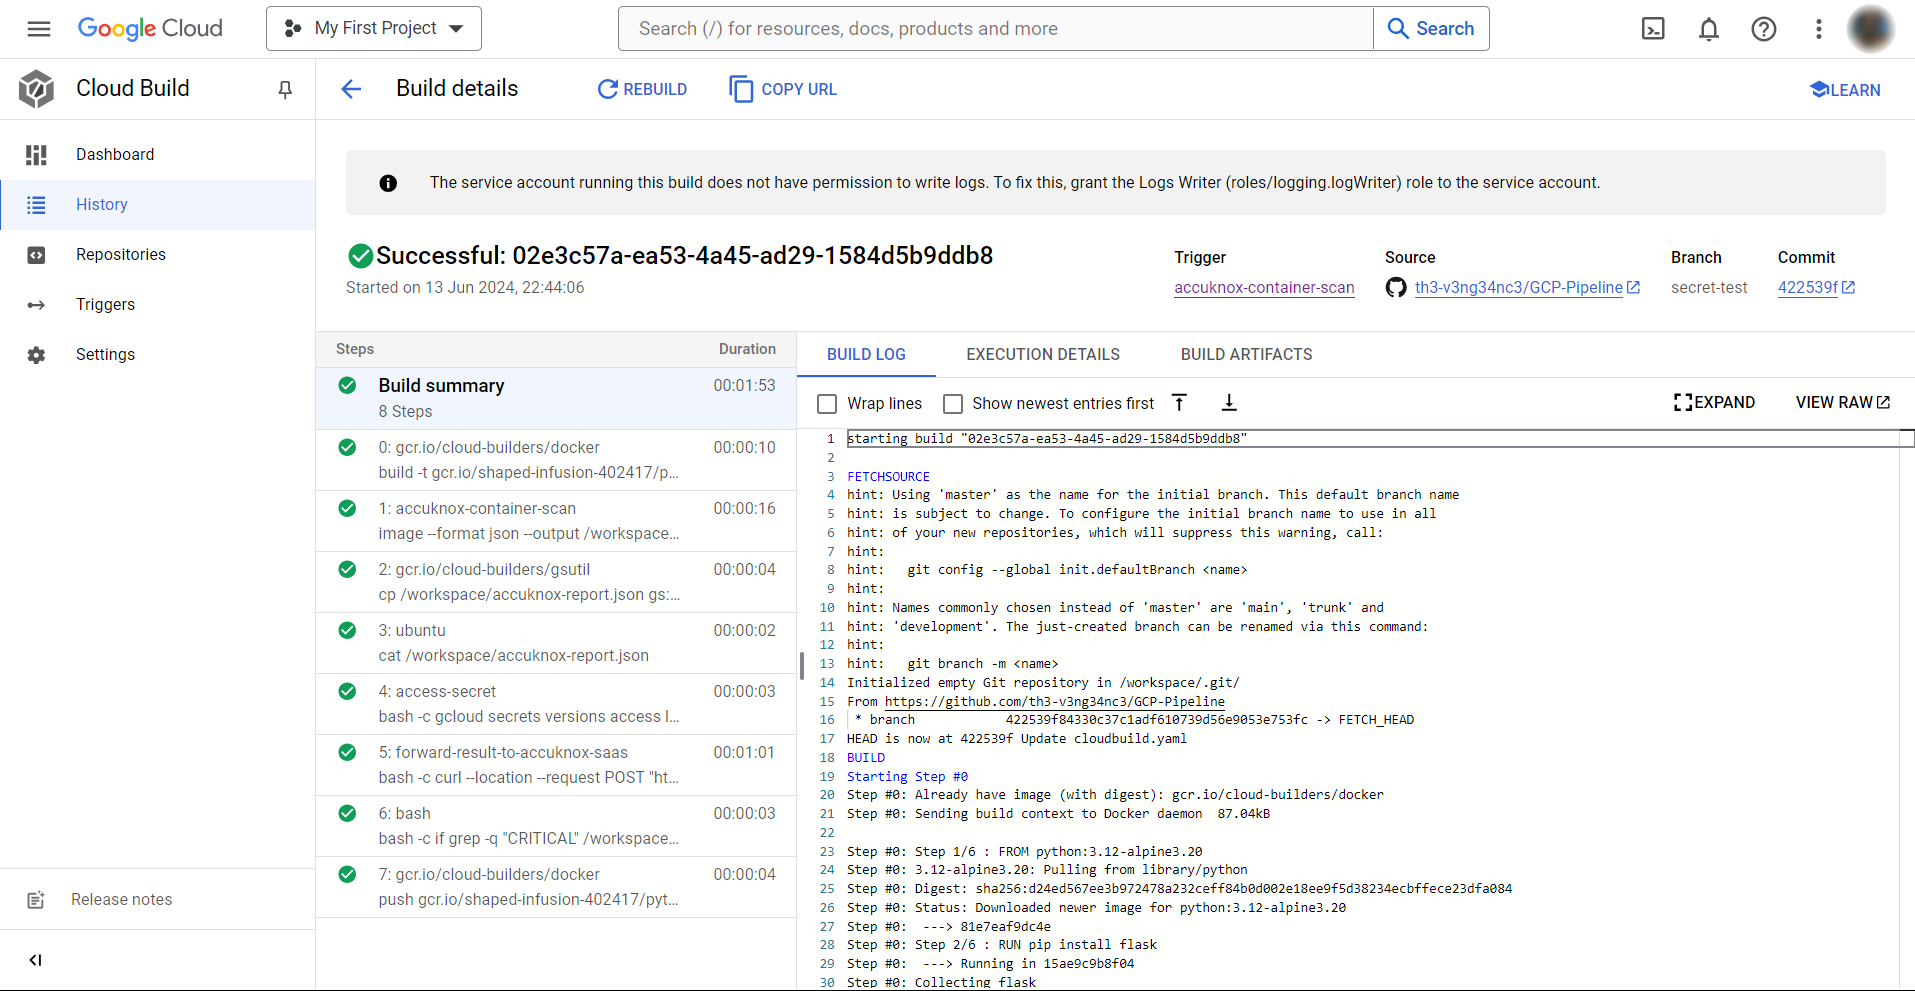 Google Cloud
My First Project
Search (/) for resources, docs, products and more
Search
Cloud Build
Build details
REBUILD
COPY URL
LEARN
Dashboard
History
Repositories
Triggers
Settings
Release notes
The service account running this build does not have permission to write logs. To fix this, grant the Logs Writer (roles/logging.logWriter) role to the service account.
Successful: 02e3c57a-ea53-4a45-ad29-1584d5b9ddb8
Started on 13 Jun 2024, 22:44:06
Trigger
accuknox-container-scan
Source
th3-v3ng34nc3/GCP-Pipeline
Branch
secret-test
Commit
422539f
Steps Duration
Build summary 00:01:53
8 Steps
0: gcr.io/cloud-builders/docker 00:00:10
build -t gcr.io/shaped-infusion-402417/p...
1: accuknox-container-scan 00:00:16
image --format json --output /workspace...
2: gcr.io/cloud-builders/gsutil 00:00:04
cp /workspace/accuknox-report.json gs:...
3: ubuntu 00:00:02
cat /workspace/accuknox-report.json
4: access-secret 00:00:03
bash -c gcloud secrets versions access l...
5: forward-result-to-accuknox-saas 00:01:01
bash -c curl --location --request POST "ht...
6: bash 00:00:03
bash -c if grep -q "CRITICAL" /workspace...
7: gcr.io/cloud-builders/docker 00:00:04
push gcr.io/shaped-infusion-402417/pyt...
BUILD LOG EXECUTION DETAILS BUILD ARTIFACTS
Wrap lines Show newest entries first EXPAND VIEW RAW
1 starting build "02e3c57a-ea53-4a45-ad29-1584d5b9ddb8"
2
3 FETCHSOURCE
4 hint: Using 'master' as the name for the initial branch. This default branch name
5 hint: is subject to change. To configure the initial branch name to use in all
6 hint: of your new repositories, which will suppress this warning, call:
7 hint:
8 hint:   git config --global init.defaultBranch <name>
9 hint:
10 hint: Names commonly chosen instead of 'master' are 'main', 'trunk' and
11 hint: 'development'. The just-created branch can be renamed via this command:
12 hint:
13 hint:   git branch -m <name>
14 Initialized empty Git repository in /workspace/.git/
15 From https://github.com/th3-v3ng34nc3/GCP-Pipeline
16  * branch            422539f84330c37c1adf610739d56e9053e753fc -> FETCH_HEAD
17 HEAD is now at 422539f Update cloudbuild.yaml
18 BUILD
19 Starting Step #0
20 Step #0: Already have image (with digest): gcr.io/cloud-builders/docker
21 Step #0: Sending build context to Docker daemon  87.04kB
22
23 Step #0: Step 1/6 : FROM python:3.12-alpine3.20
24 Step #0: 3.12-alpine3.20: Pulling from library/python
25 Step #0: Digest: sha256:d24ed567ee3b972478a232ceff84b0d002e18ee9f5d38234ecbffece23dfa084
26 Step #0: Status: Downloaded newer image for python:3.12-alpine3.20
27 Step #0:  ---> 81e7eaf9dc4e
28 Step #0: Step 2/6 : RUN pip install flask
29 Step #0:  ---> Running in 15ae9c9b8f04
30 Step #0: Collecting flask